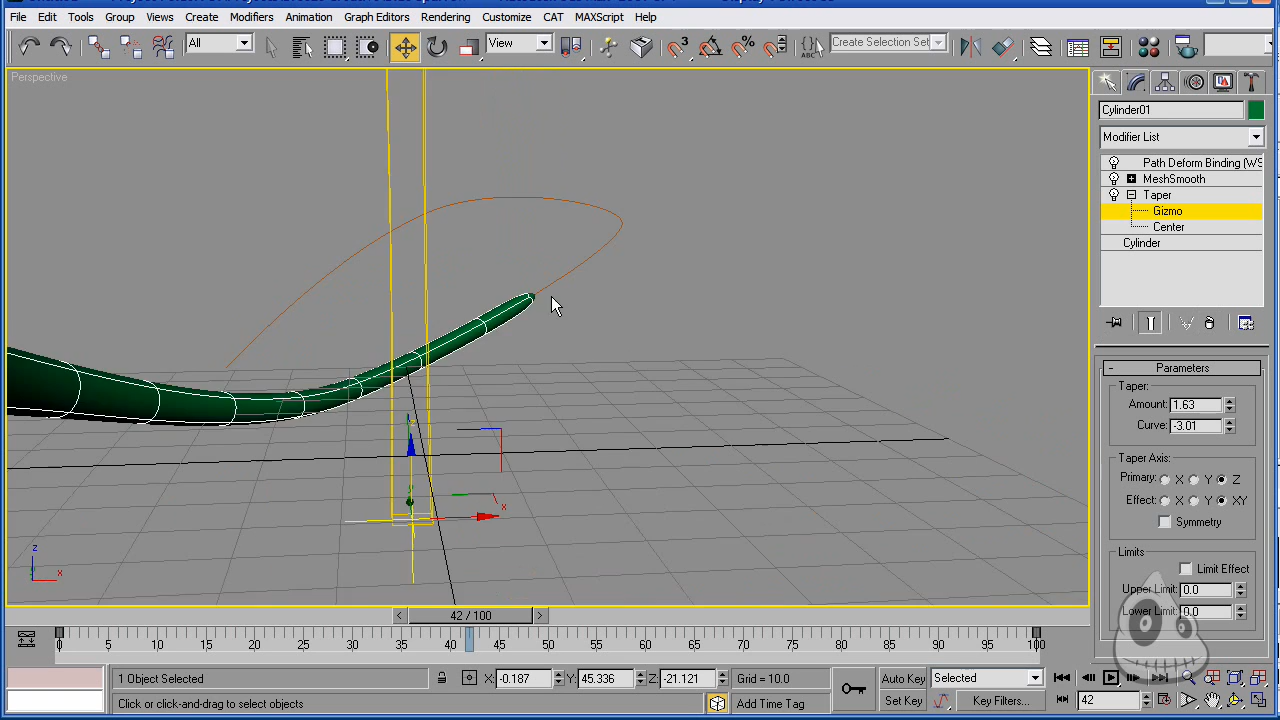 File Edit Tools Group Views Create Modifiers Animation Graph Editors Rendering Customize CAT MAXScript Help
All View Create Selection Set
Perspective
Cylinder01
Modifier List
Path Deform Binding (WS
MeshSmooth
Taper
Gizmo
Center
Cylinder
Parameters
Taper:
Amount: 1.63
Curve: -3.01
Taper Axis:
Primary: X Y Z
Effect: X Y XY
Symmetry
Limits
Limit Effect
Upper Limit: 0.0
Lower Limit: 0.0
x
z
x
42 / 100
0 5 10 15 20 25 30 35 40 45 50 55 60 65 70 75 80 85 90 95 100
1 Object Selected X: -0.187 Y: 45.336 Z: -21.121 Grid = 10.0 Auto Key Selected
Click or click-and-drag to select objects Add Time Tag Set Key Key Filters... 42